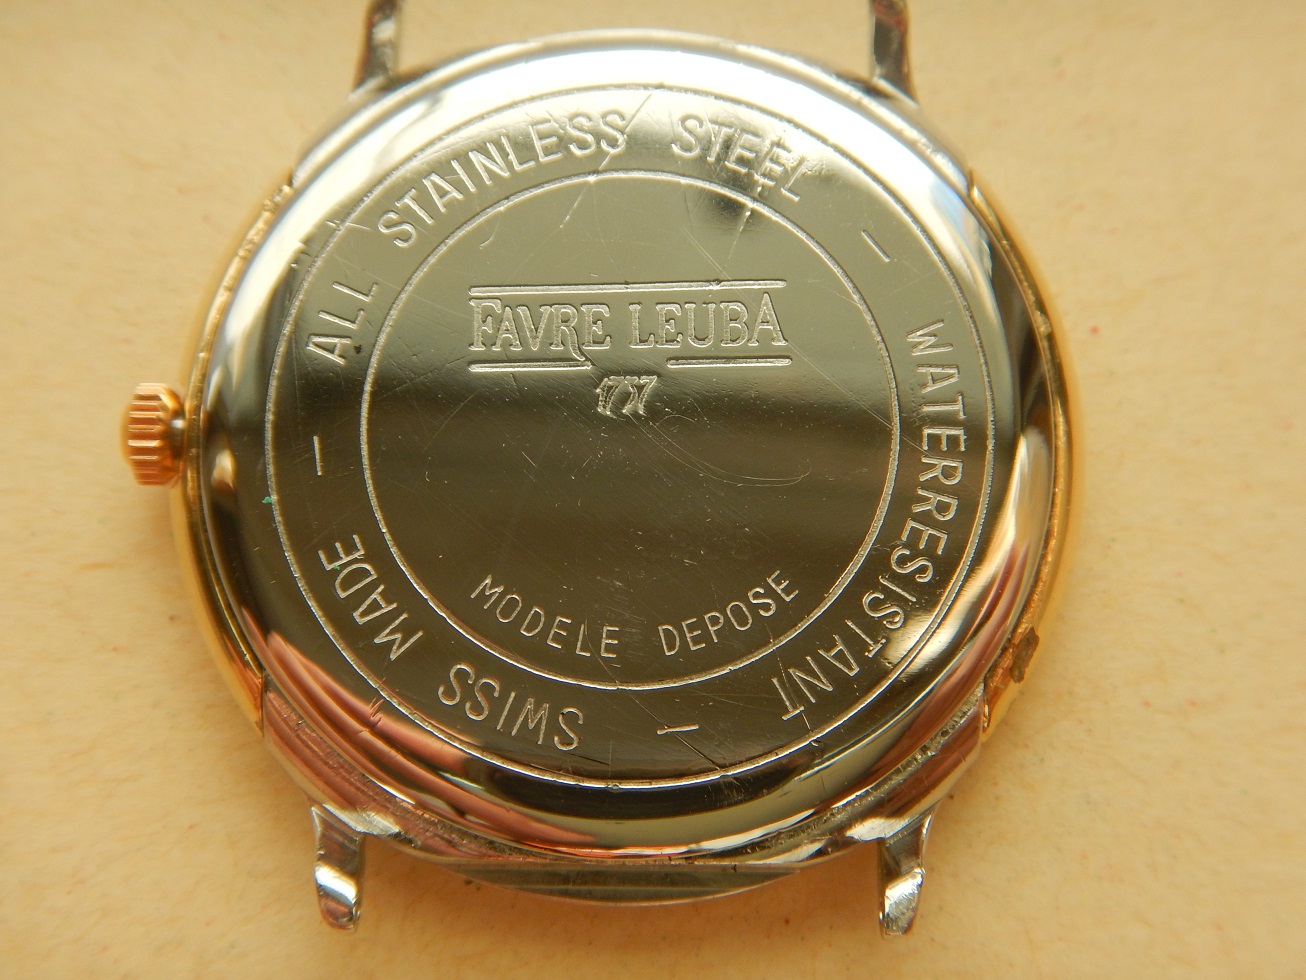 ALL STAINLESS STEEL – WATERRESISTANT – SWISS MADE –
FAVRE LEUBA
1737
MODELE DEPOSE